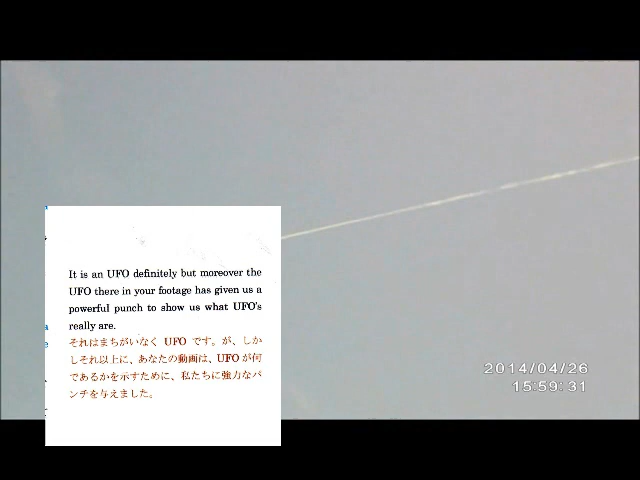 It is an UFO definitely but moreover the
UFO there in your footage has given us a
powerful punch to show us what UFO's
really are.
それはまちがいなく UFO です。が、しか
しそれ以上に、あなたの動画は、UFO が何
であるかを示すために、私たちに強力なパ
ンチを与えました。
2014/04/26
15:59:31